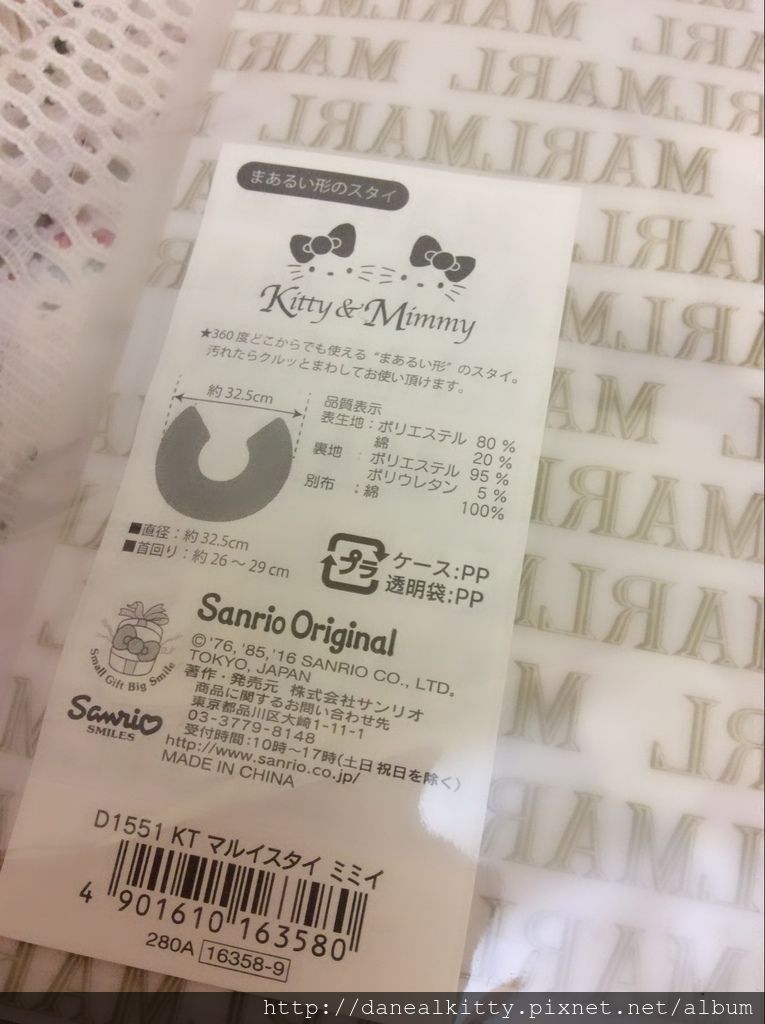 MARLMARL
まあるい形のスタイ
Kitty & Mimmy
★360度どこからでも使える "まあるい形" のスタイ。
汚れたらクルッとまわしてお使い頂けます。
約 32.5cm
品質表示
表生地：ポリエステル 80 %
綿 20 %
裏地 ：ポリエステル 95 %
ポリウレタン 5 %
別布 ：綿 100%
■直径：約 32.5cm
■首回り：約 26 ～ 29 cm
プラ
ケース:PP
透明袋:PP
Small Gift Big Smile
Sanrio
SMILES
Sanrio Original
© '76, '85, '16 SANRIO CO., LTD.
TOKYO, JAPAN
著作・発売元 株式会社サンリオ
商品に関するお問い合わせ先
東京都品川区大崎1-11-1
03-3779-8148
受付時間：10時～17時(土日 祝日を除く)
http://www.sanrio.co.jp/
MADE IN CHINA
D1551 KT マルイスタイ ミミイ
4 901610 163580
280A 16358-9
http://danealkitty.pixnet.net/album